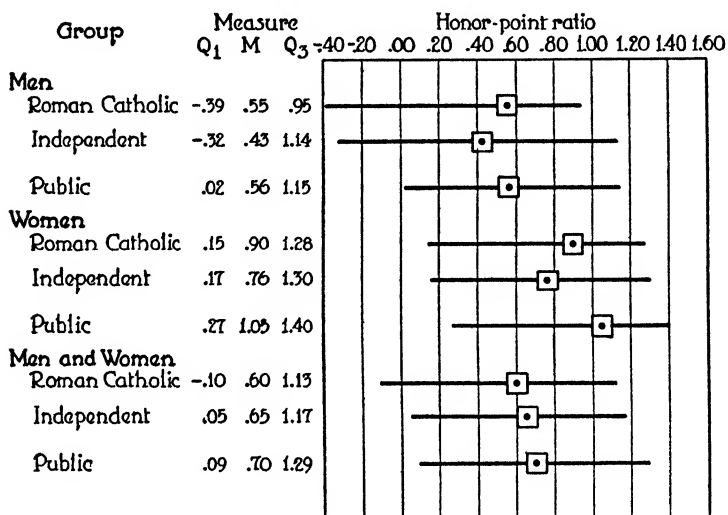 Group Measure Honor-point ratio
Q1 M Q3 -.40 -.20 .00 .20 .40 .60 .80 1.00 1.20 1.40 1.60
Men
Roman Catholic -.39 .55 .95
Independent -.32 .43 1.14
Public .02 .56 1.15
Women
Roman Catholic .15 .90 1.28
Independent .17 .76 1.30
Public .27 1.05 1.40
Men and Women
Roman Catholic -.10 .60 1.13
Independent .05 .65 1.17
Public .09 .70 1.29